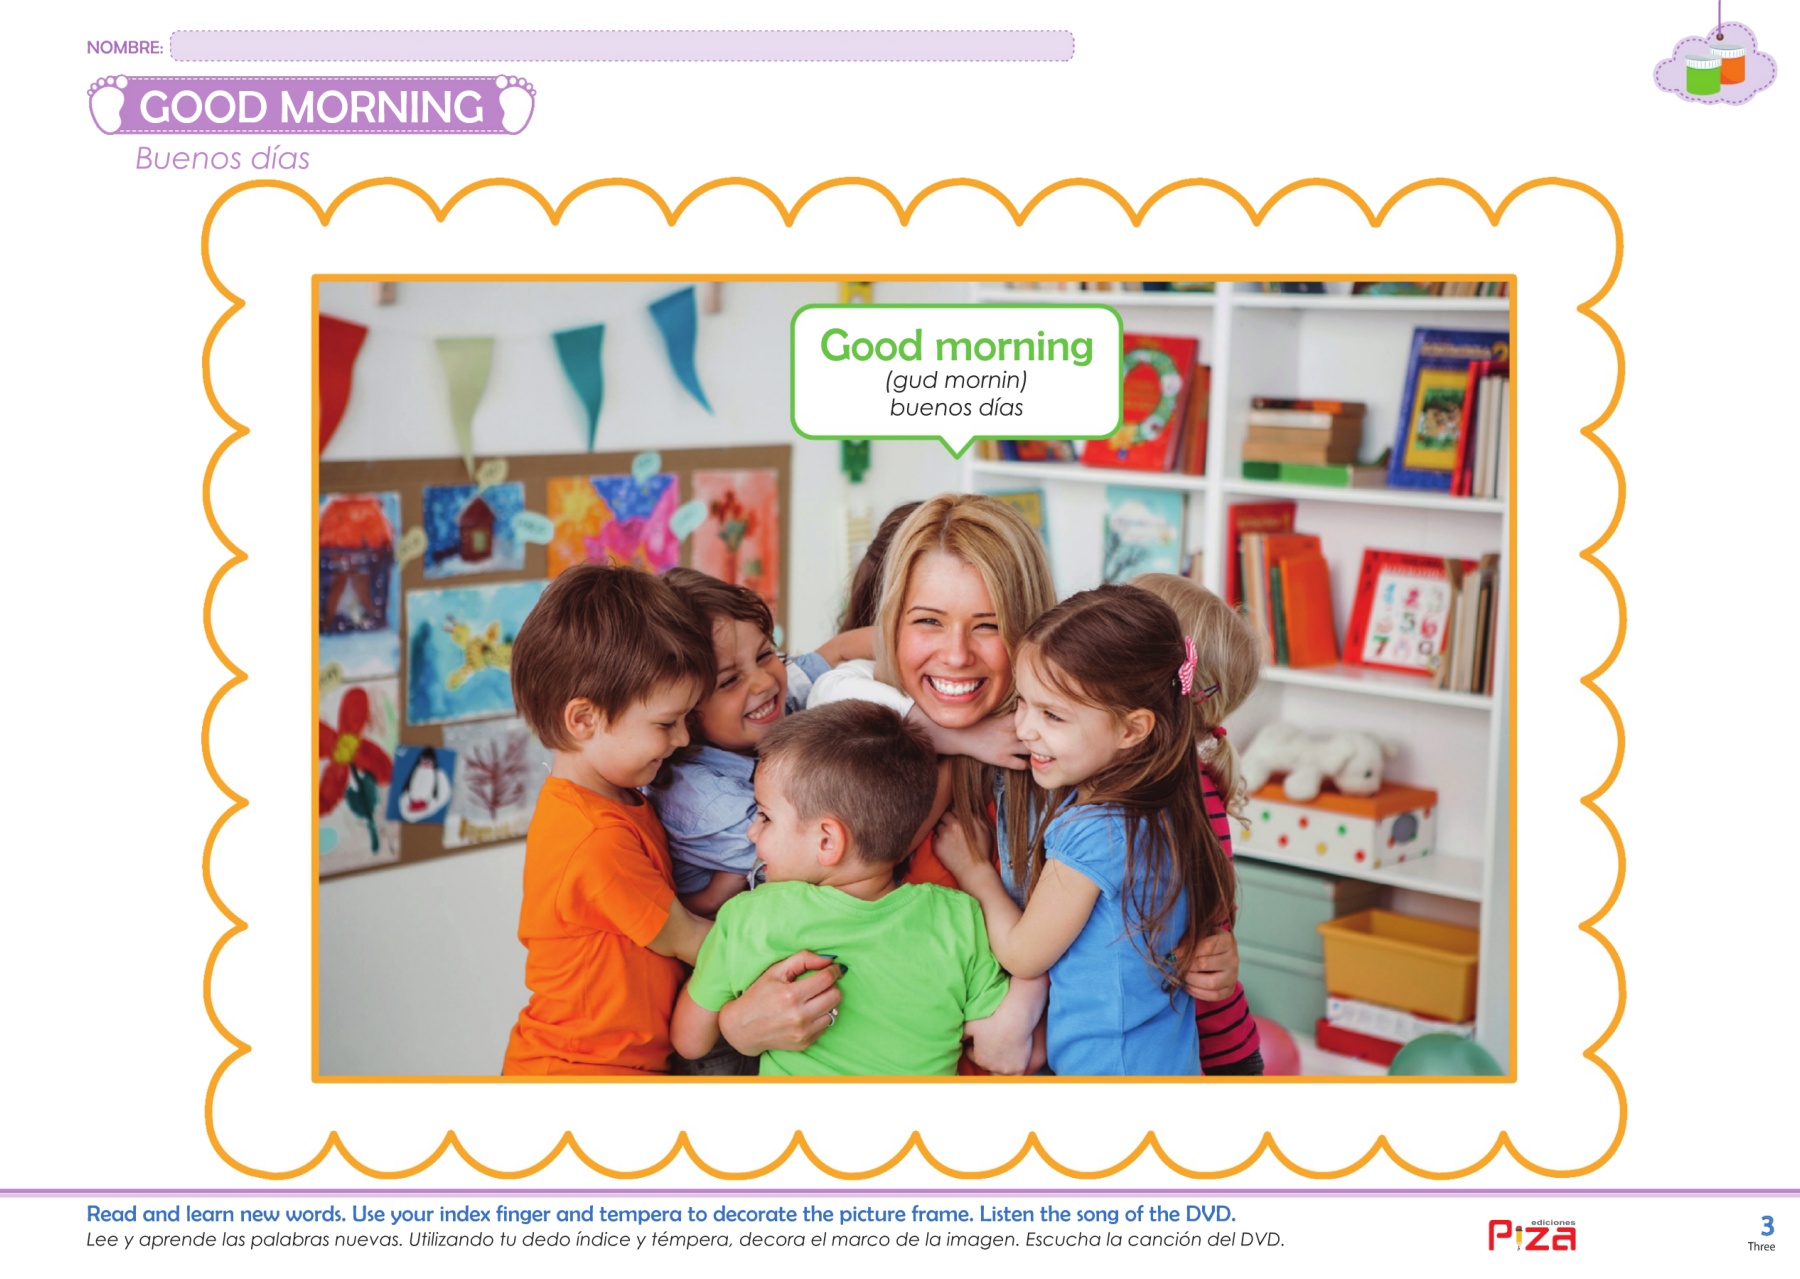 NOMBRE:
GOOD MORNING
Buenos días
Good morning
(gud mornin)
buenos días
Read and learn new words. Use your index finger and tempera to decorate the picture frame. Listen the song of the DVD.
Lee y aprende las palabras nuevas. Utilizando tu dedo índice y témpera, decora el marco de la imagen. Escucha la canción del DVD.
ediciones
Piza
3
Three